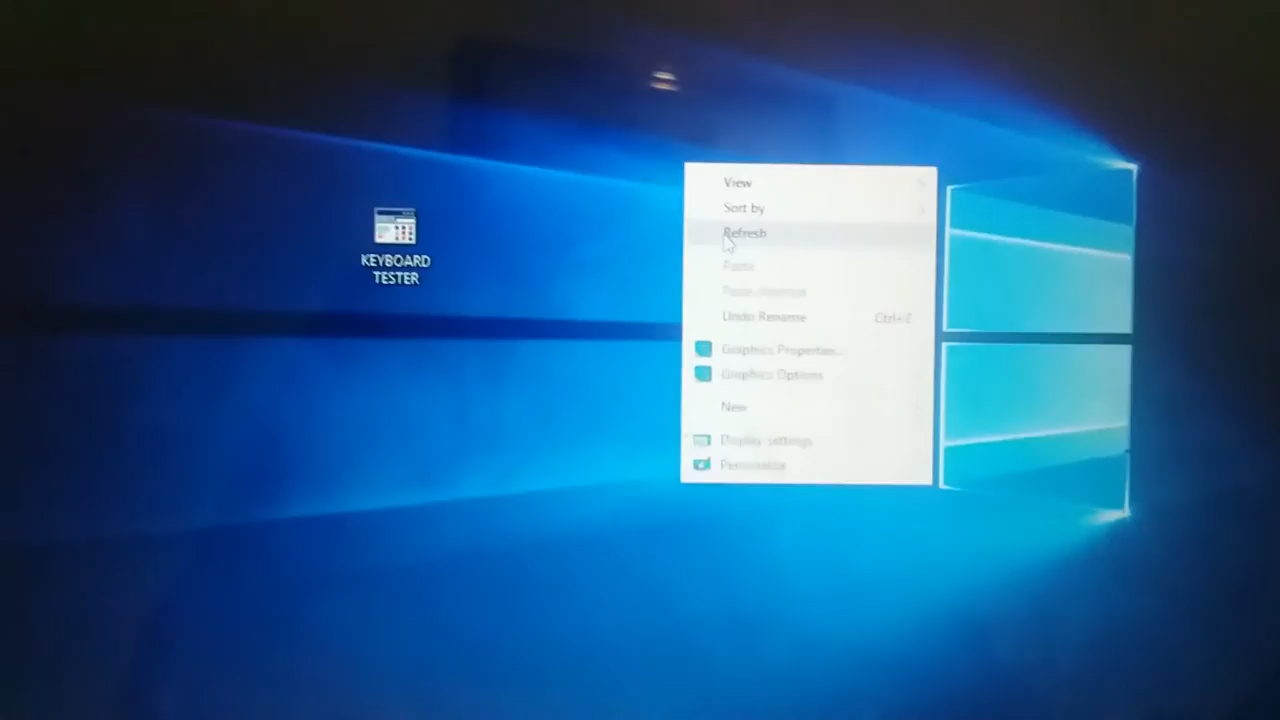 KEYBOARD
TESTER
View
Sort by
Refresh
Paste
Paste shortcut
Undo Rename Ctrl+Z
Graphics Properties...
Graphics Options
New
Display settings
Personalize